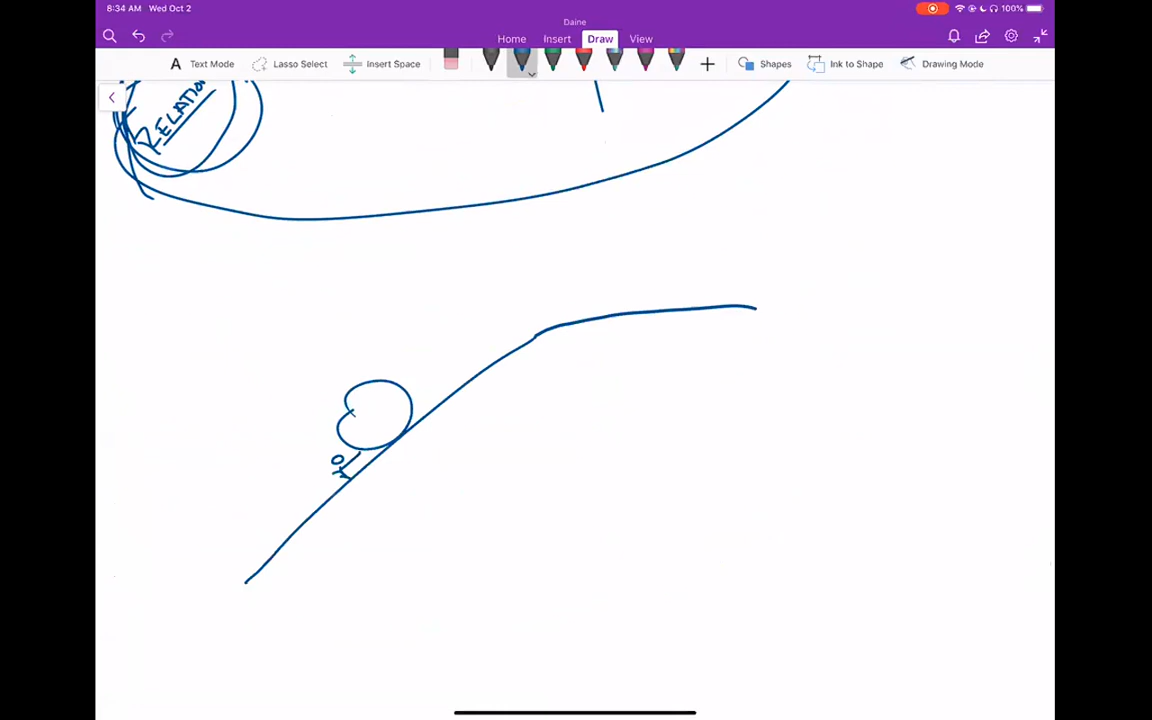 8:34 AM Wed Oct 2
100%
Daine
Home Insert Draw View
Text Mode Lasso Select Insert Space Shapes Ink to Shape Drawing Mode
RELATION